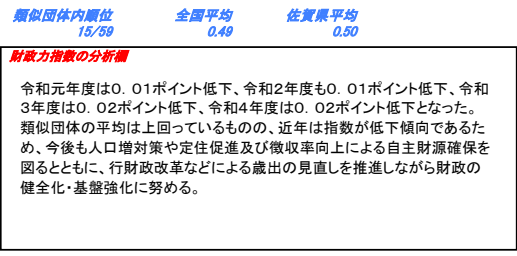 類似団体内順位 全国平均 佐賀県平均
15/59 0.49 0.50
財政力指数の分析欄
令和元年度は0.01ポイント低下、令和2年度も0.01ポイント低下、令和
3年度は0.02ポイント低下、令和4年度は0.02ポイント低下となった。
類似団体の平均は上回っているものの、近年は指数が低下傾向であるた
め、今後も人口増対策や定住促進及び徴収率向上による自主財源確保を
図るとともに、行財政改革などによる歳出の見直しを推進しながら財政の
健全化・基盤強化に努める。